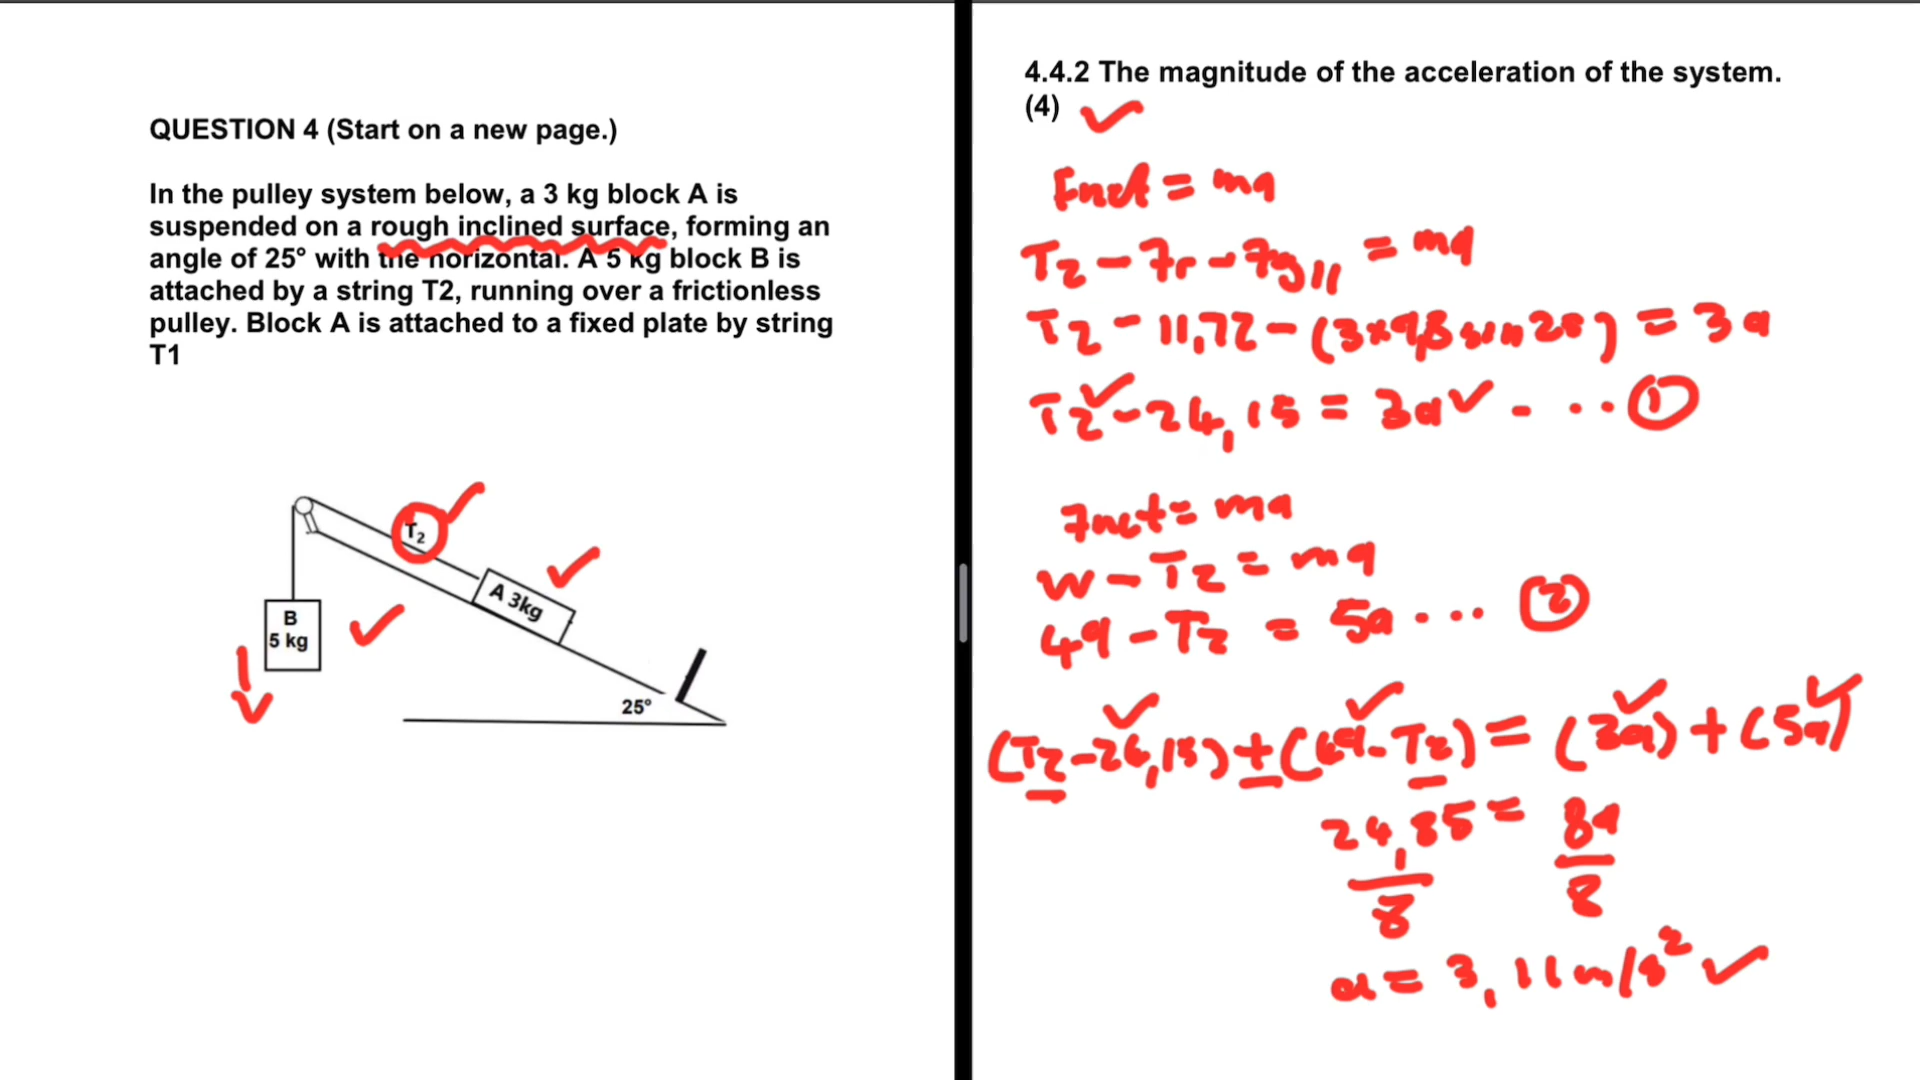 QUESTION 4 (Start on a new page.)
In the pulley system below, a 3 kg block A is
suspended on a rough inclined surface, forming an
angle of 25° with the horizontal. A 5 kg block B is
attached by a string T2, running over a frictionless
pulley. Block A is attached to a fixed plate by string
T1
T₂
A 3kg
B
5 kg
25°
4.4.2 The magnitude of the acceleration of the system.
(4)
Fnet = ma
T2 - Fr - Fg11 = ma
T2 - 11,72 - (3x9,8 sin 25) = 3a
T2 - 24,15 = 3a - ... ①
Fnet = ma
W - T2 = ma
49 - T2 = 5a ... ②
(T2 - 24,15) + (49 - T2) = (3a) + (5a)
24,85 = 8a
8 8
a = 3,11 m/s²